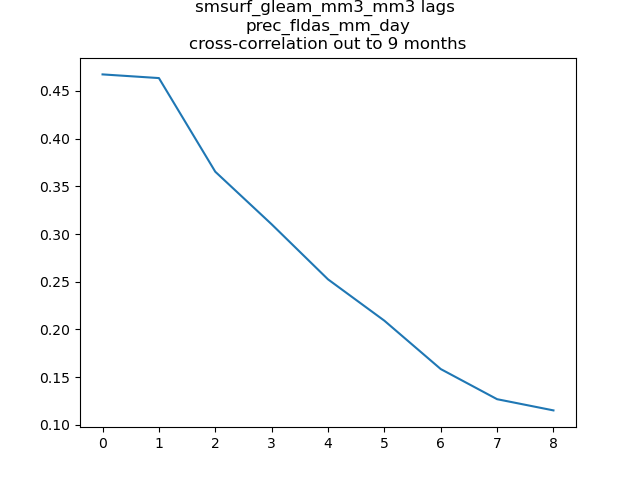 smsurf_gleam_mm3_mm3 lags
prec_fldas_mm_day
cross-correlation out to 9 months
0.45
0.40
0.35
0.30
0.25
0.20
0.15
0.10
0 1 2 3 4 5 6 7 8